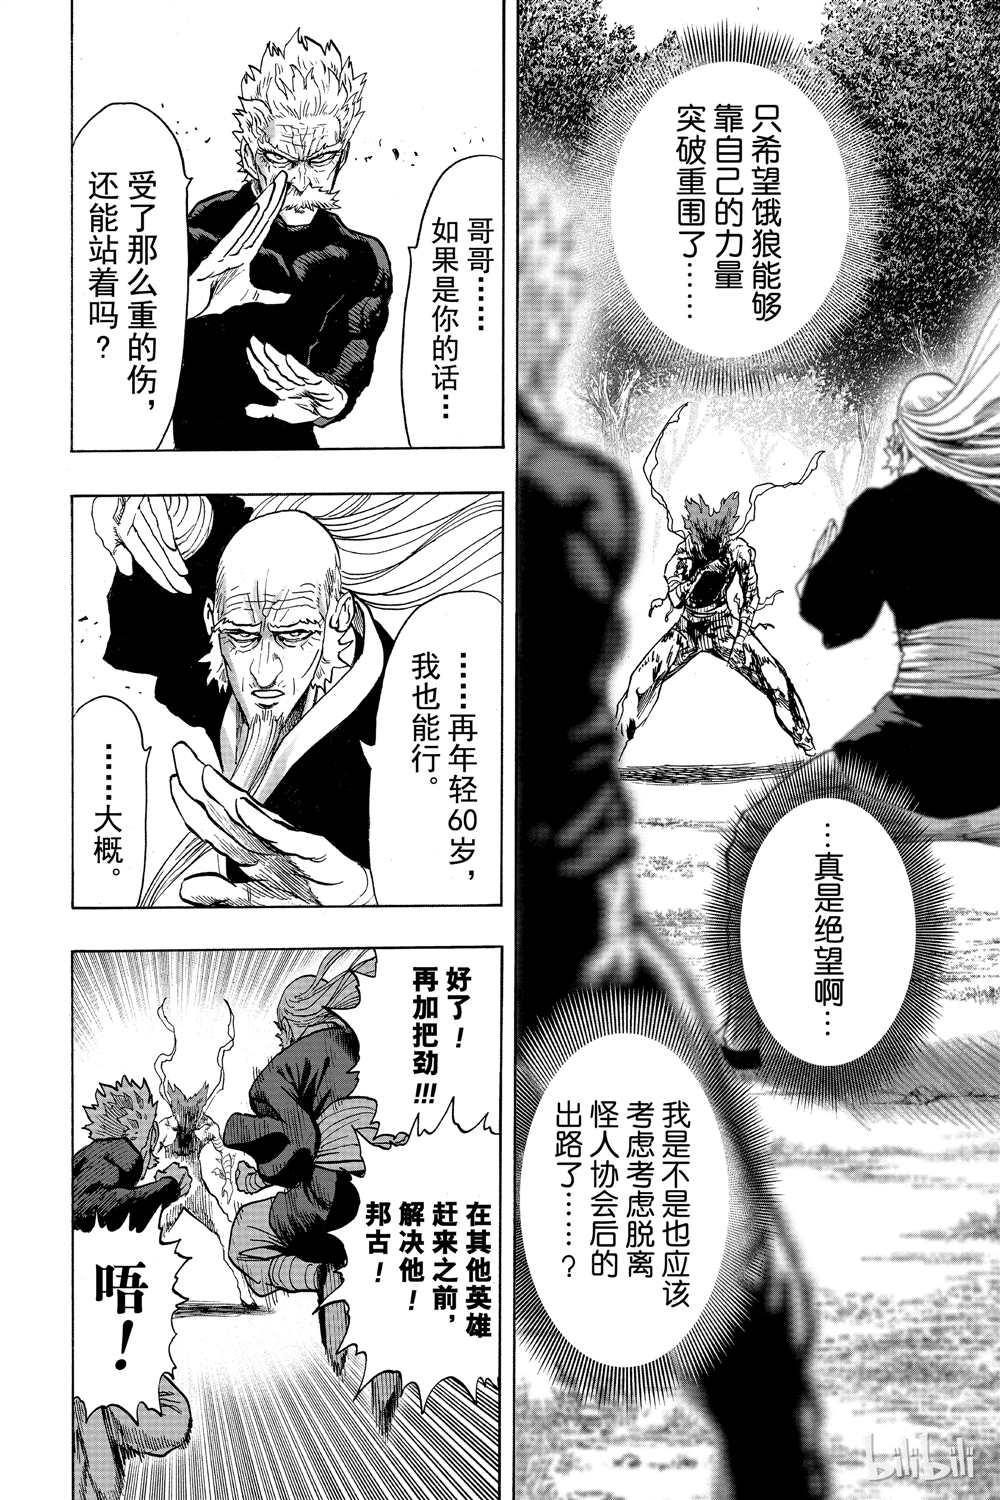 只希望饿狼能够
靠自己的力量
突破重围了……
…真是绝望啊…
我是不是也应该
考虑考虑脱离
怪人协会后的
出路了……？
哥哥……
如果是你的话…
受了那么重的伤，
还能站着吗？
……再年轻60岁，
我也能行。
……大概。
好了！
再加把劲!!!
在其他英雄
赶来之前，
解决他！
邦古！
唔！
bilibili